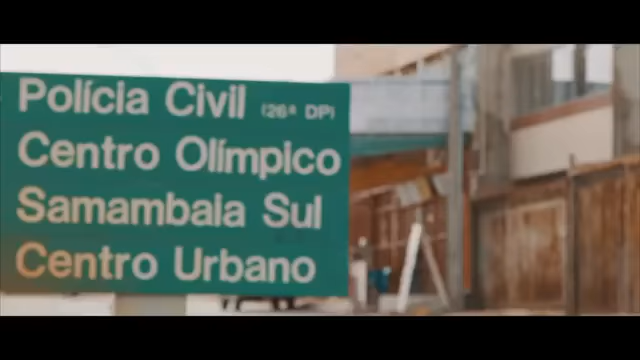 Polícia Civil (26ª DP)
Centro Olímpico
Samambaia Sul
Centro Urbano